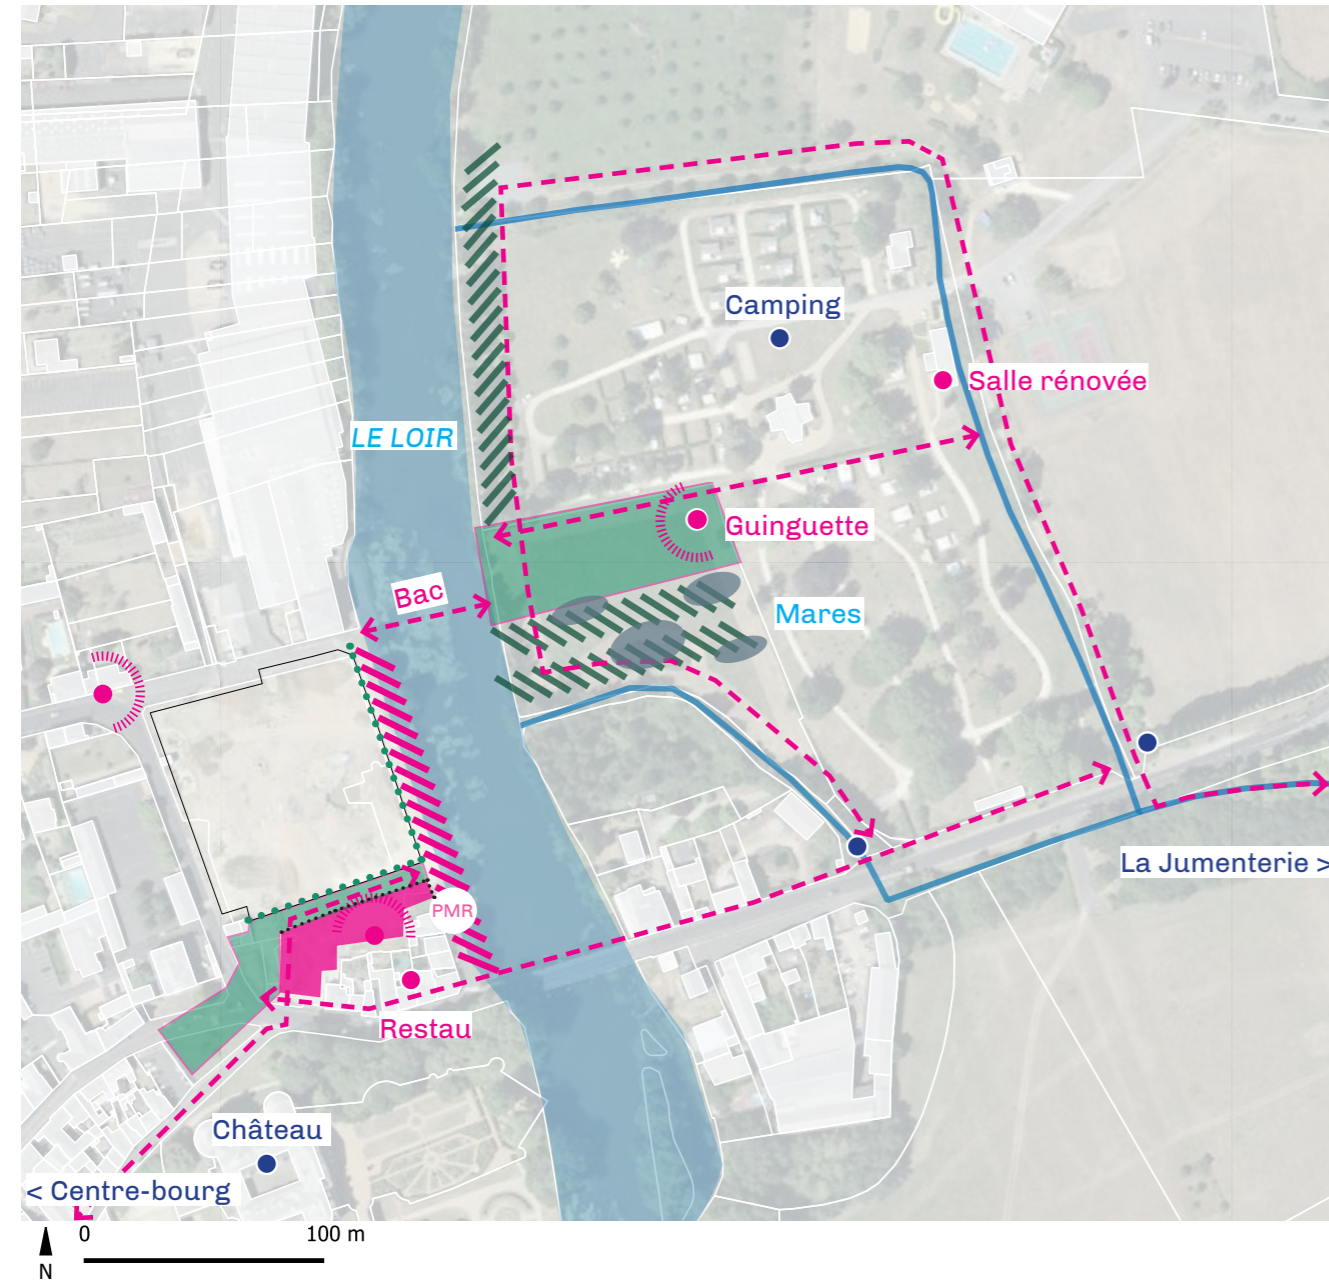 Camping
Salle rénovée
LE LOIR
Guinguette
Bac
Mares
La Jumenterie >
PMR
Restau
Château
< Centre-bourg
0 100 m
N